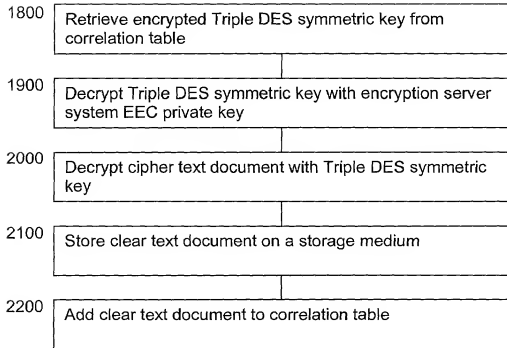 1800
Retrieve encrypted Triple DES symmetric key from
correlation table
1900
Decrypt Triple DES symmetric key with encryption server
system EEC private key
2000
Decrypt cipher text document with Triple DES symmetric
key
2100
Store clear text document on a storage medium
2200
Add clear text document to correlation table